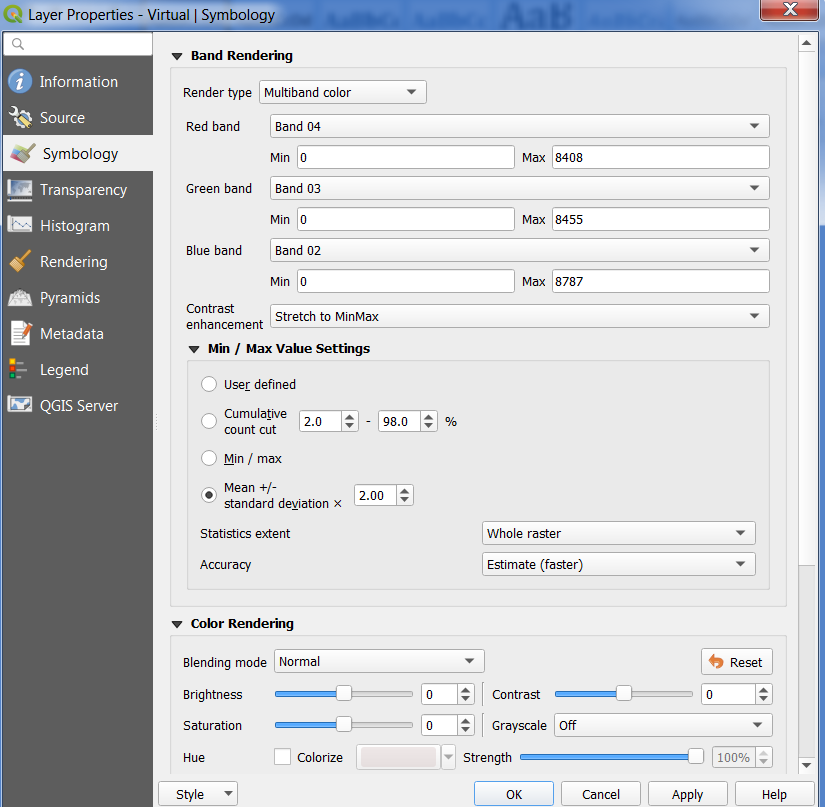 Layer Properties - Virtual | Symbology
Information
Source
Symbology
Transparency
Histogram
Rendering
Pyramids
Metadata
Legend
QGIS Server
Band Rendering
Render type Multiband color
Red band Band 04
Min 0 Max 8408
Green band Band 03
Min 0 Max 8455
Blue band Band 02
Min 0 Max 8787
Contrast
enhancement Stretch to MinMax
Min / Max Value Settings
User defined
Cumulative
count cut 2.0 - 98.0 %
Min / max
Mean +/-
standard deviation × 2.00
Statistics extent Whole raster
Accuracy Estimate (faster)
Color Rendering
Blending mode Normal Reset
Brightness 0 Contrast 0
Saturation 0 Grayscale Off
Hue Colorize Strength 100%
Style OK Cancel Apply Help